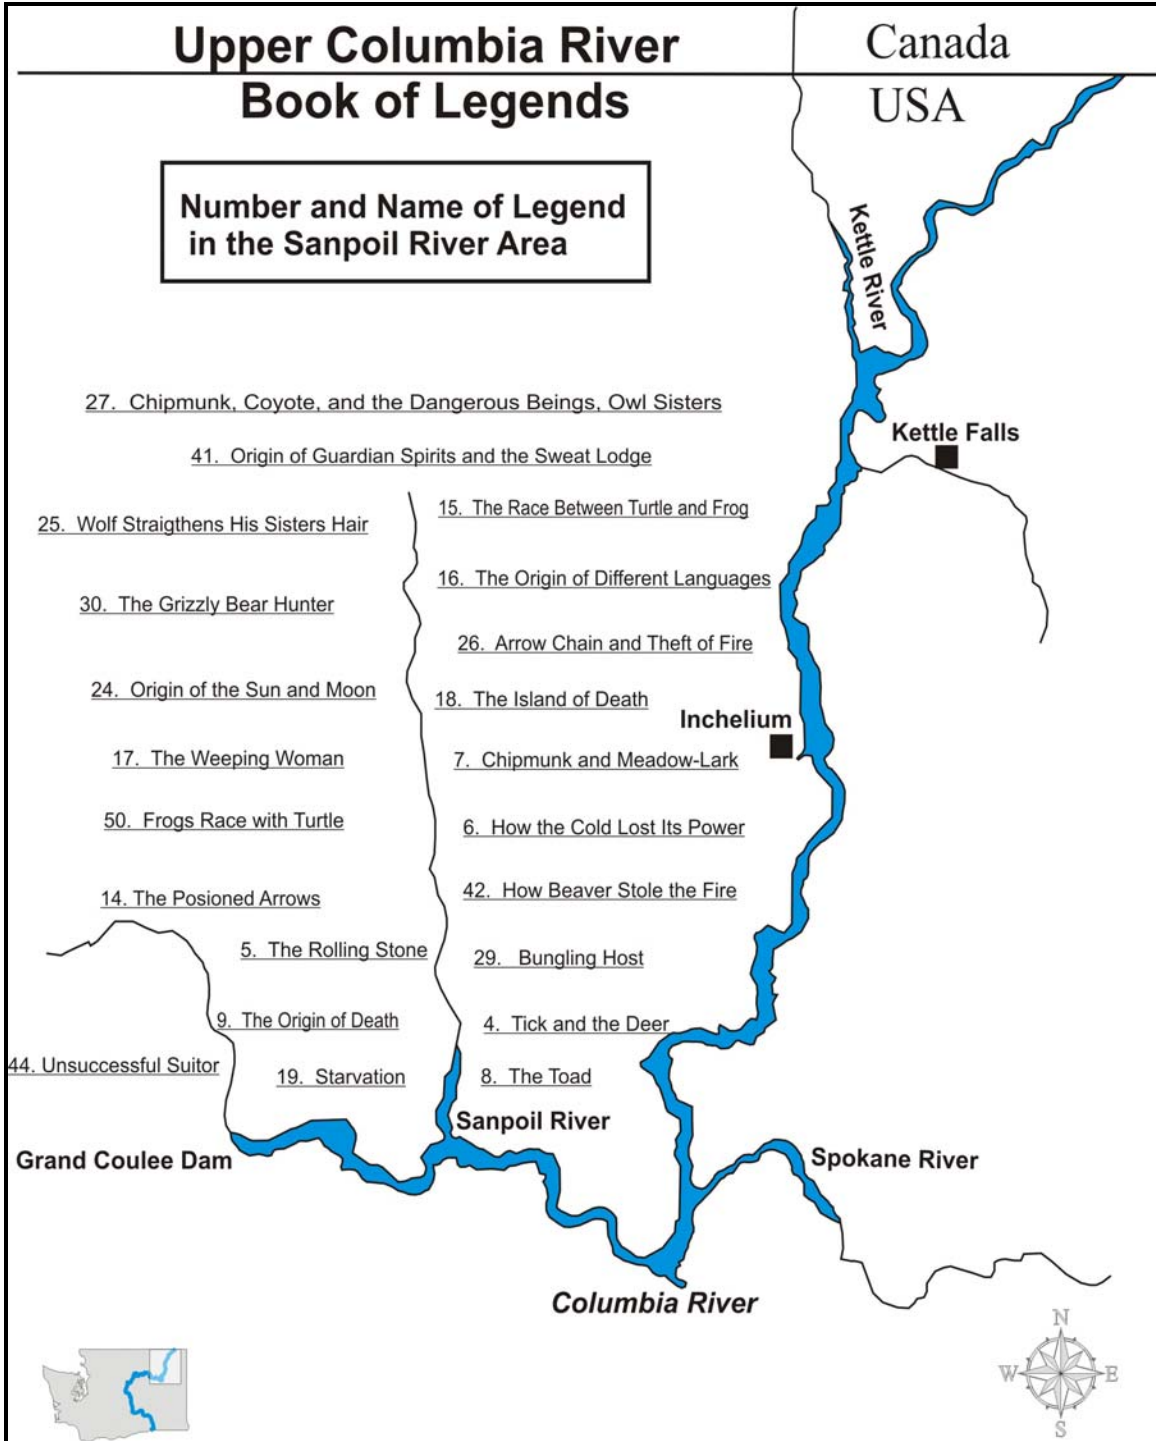 Upper Columbia River
Canada
Book of Legends
USA
Number and Name of Legend
in the Sanpoil River Area
Kettle River
27. Chipmunk, Coyote, and the Dangerous Beings, Owl Sisters
Kettle Falls
41. Origin of Guardian Spirits and the Sweat Lodge
15. The Race Between Turtle and Frog
25. Wolf Straigthens His Sisters Hair
16. The Origin of Different Languages
30. The Grizzly Bear Hunter
26. Arrow Chain and Theft of Fire
24. Origin of the Sun and Moon
18. The Island of Death
Inchelium
17. The Weeping Woman
7. Chipmunk and Meadow-Lark
50. Frogs Race with Turtle
6. How the Cold Lost Its Power
14. The Posioned Arrows
42. How Beaver Stole the Fire
5. The Rolling Stone
29. Bungling Host
9. The Origin of Death
4. Tick and the Deer
44. Unsuccessful Suitor
19. Starvation
8. The Toad
Sanpoil River
Grand Coulee Dam
Spokane River
Columbia River
N
W
E
S